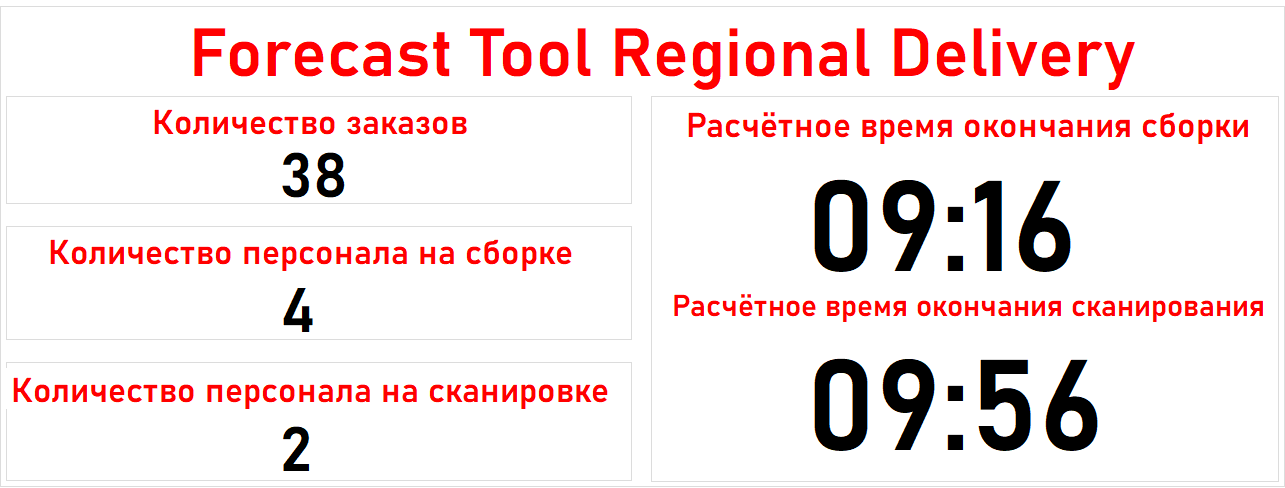 Forecast Tool Regional Delivery
Количество заказов
38
Количество персонала на сборке
4
Количество персонала на сканировке
2
Расчётное время окончания сборки
09:16
Расчётное время окончания сканирования
09:56